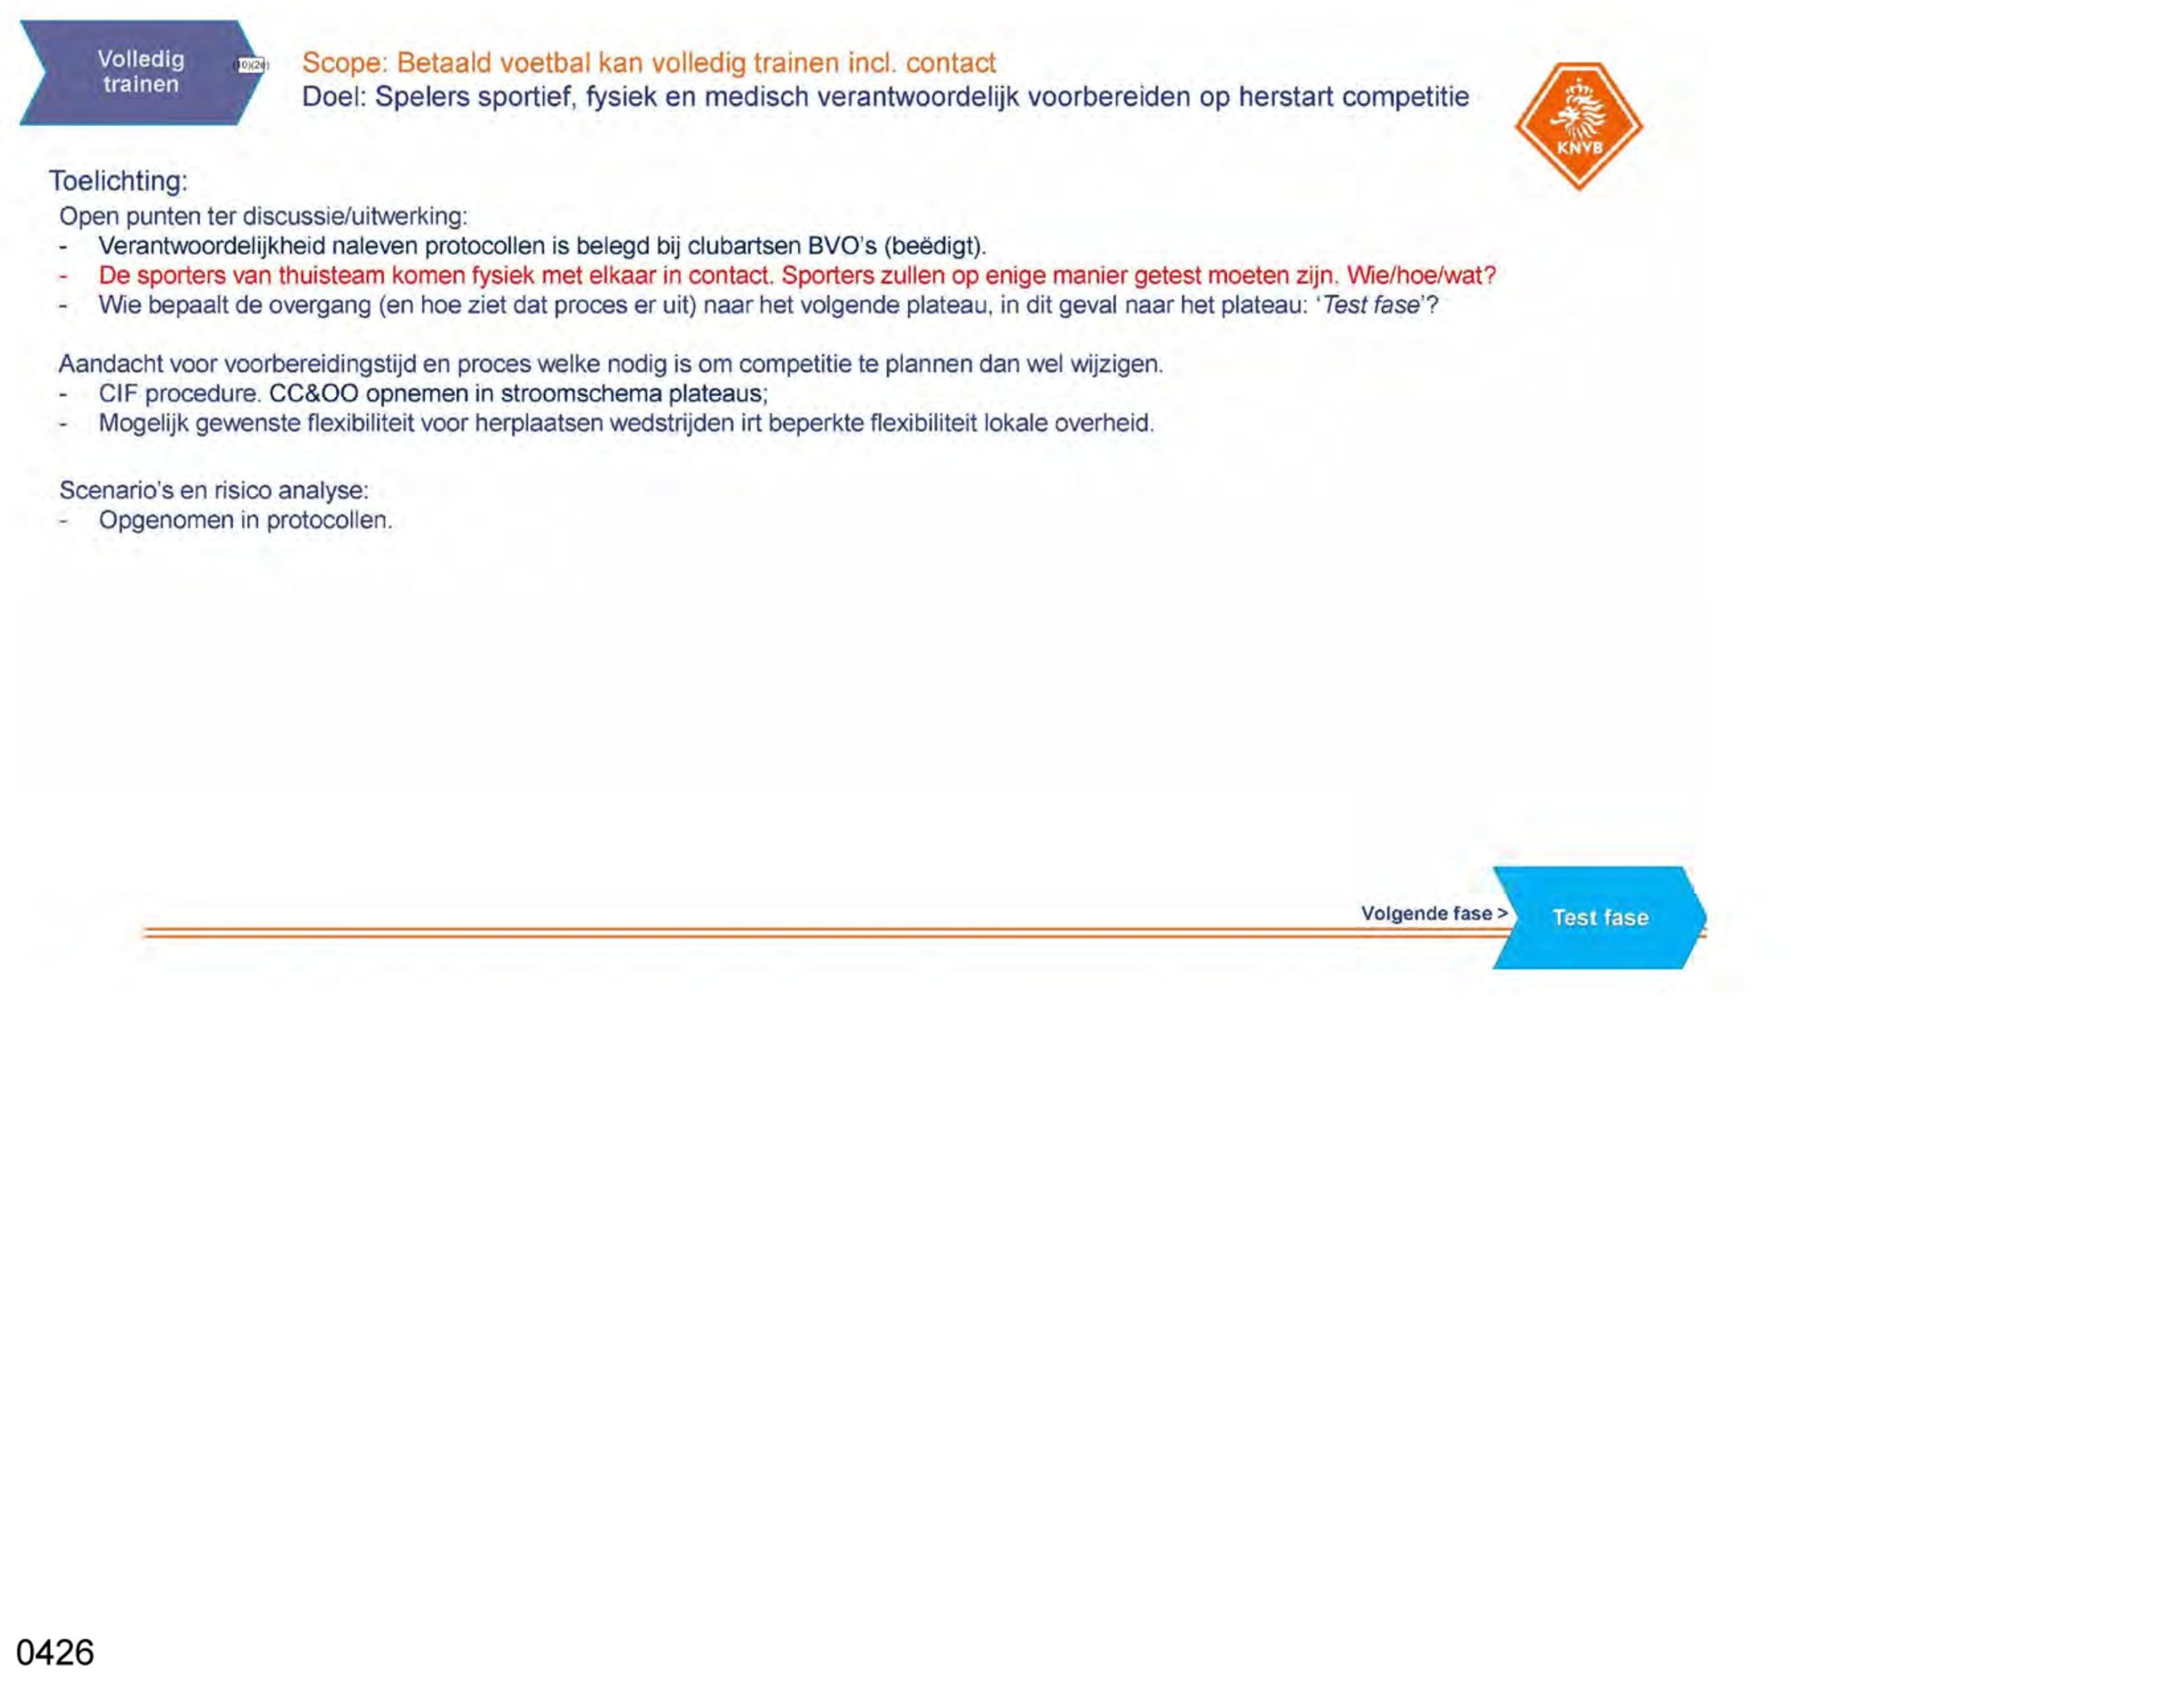 Volledig
trainen
Scope: Betaald voetbal kan volledig trainen incl. contact
Doel: Spelers sportief, fysiek en medisch verantwoordelijk voorbereiden op herstart competitie
KNVB
Toelichting:
Open punten ter discussie/uitwerking:
- Verantwoordelijkheid naleven protocollen is belegd bij clubartsen BVO's (beëdigt).
- De sporters van thuisteam komen fysiek met elkaar in contact. Sporters zullen op enige manier getest moeten zijn. Wie/hoe/wat?
- Wie bepaalt de overgang (en hoe ziet dat proces er uit) naar het volgende plateau, in dit geval naar het plateau: 'Test fase'?
Aandacht voor voorbereidingstijd en proces welke nodig is om competitie te plannen dan wel wijzigen.
- CIF procedure. CC&OO opnemen in stroomschema plateaus;
- Mogelijk gewenste flexibiliteit voor herplaatsen wedstrijden irt beperkte flexibiliteit lokale overheid.
Scenario's en risico analyse:
- Opgenomen in protocollen.
Volgende fase >
Test fase
0426